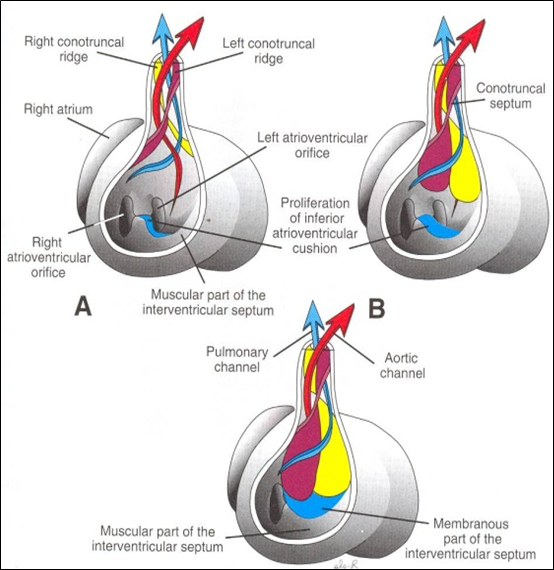 Right conotruncal
ridge
Left conotruncal
ridge
Right atrium
Left atrioventricular
orifice
Right
atrioventricular
orifice
Muscular part of the
interventricular septum
A
Conotruncal
septum
Proliferation
of inferior
atrioventricular
cushion
B
Pulmonary
channel
Aortic
channel
Muscular part of the
interventricular septum
Membranous
part of the
interventricular septum